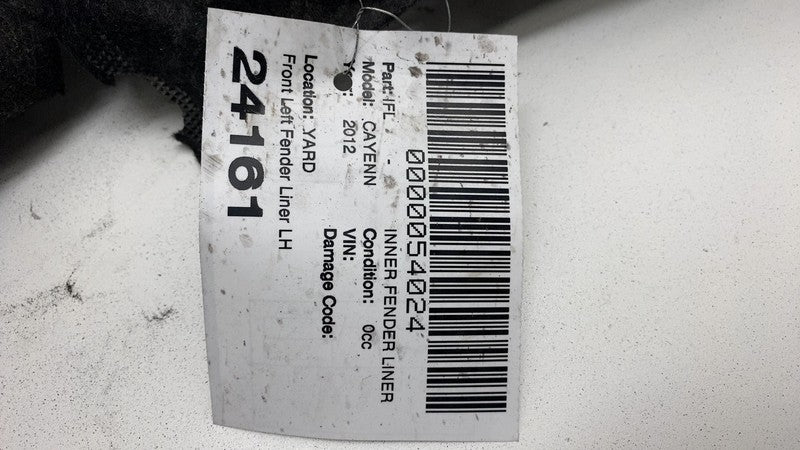 0000054024
Part: IFL - INNER FENDER LINER
Model: CAYENN Condition: 0cc
2012 VIN:
Damage Code:
Location: YARD
Front Left Fender Liner LH
24161